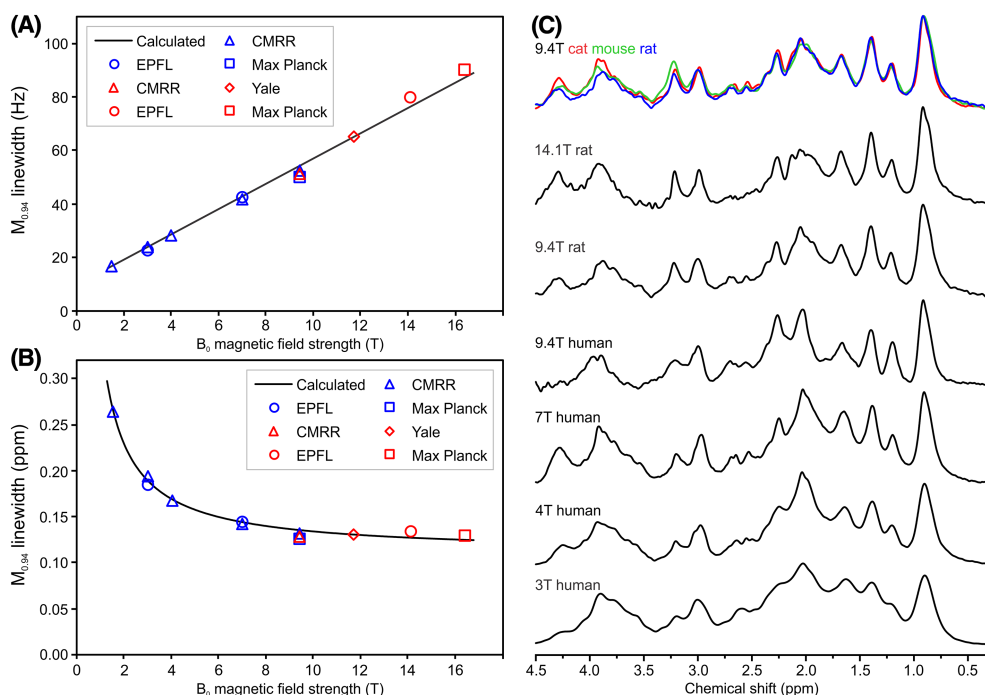 (A)
100
80
60
40
20
0
M0.94 linewidth (Hz)
Calculated
EPFL
CMRR
EPFL
CMRR
Max Planck
Yale
Max Planck
2 4 6 8 10 12 14 16
B0 magnetic field strength (T)
(B)
0.30
0.25
0.20
0.15
0.10
0.05
0.00
M0.94 linewidth (ppm)
Calculated
EPFL
CMRR
EPFL
CMRR
Max Planck
Yale
Max Planck
0 2 4 6 8 10 12 14 16
B0 magnetic field strength (T)
(C)
9.4T cat mouse rat
14.1T rat
9.4T rat
9.4T human
7T human
4T human
3T human
4.5 4.0 3.5 3.0 2.5 2.0 1.5 1.0 0.5
Chemical shift (ppm)